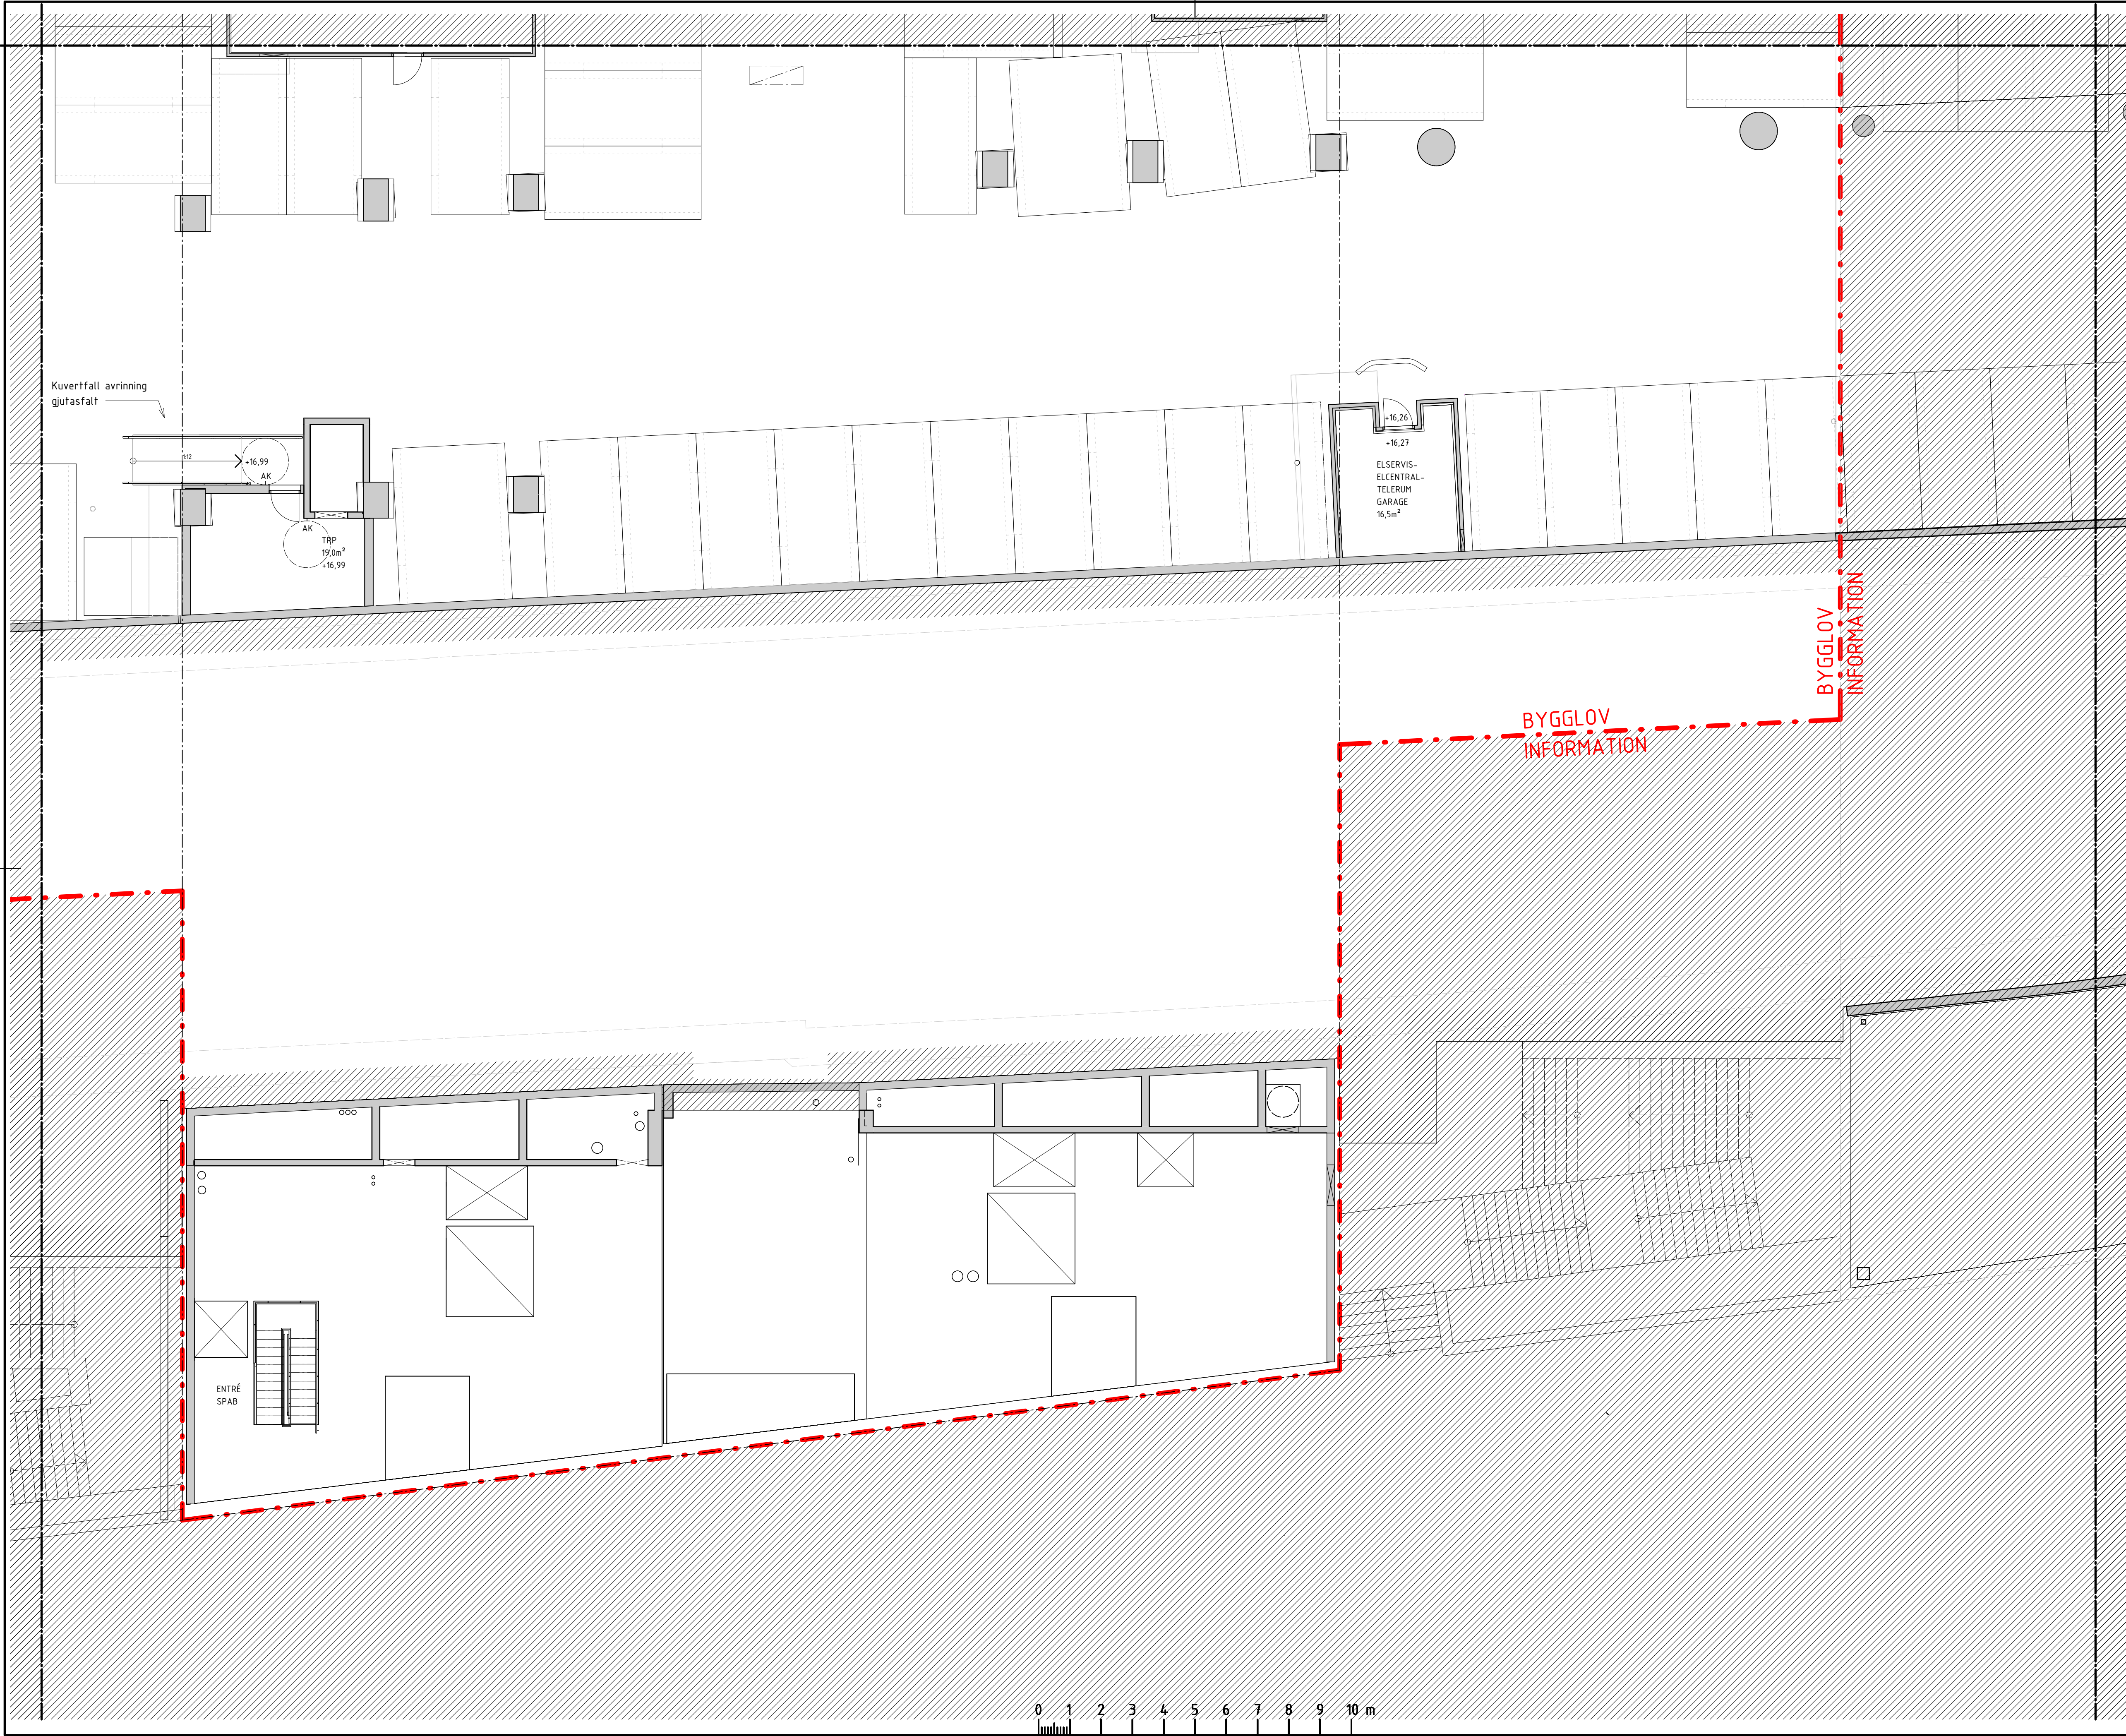 Kuvertfall avrinning
gjutasfalt
1:12
+16,99
AK
AK
TRP
19,0m²
+16,99
+16,26
+16,27
ELSERVIS-
ELCENTRAL-
TELERUM
GARAGE
16,5m²
BYGGLOV
INFORMATION
BYGGLOV
INFORMATION
ENTRÉ
SPAB
0 1 2 3 4 5 6 7 8 9 10 m